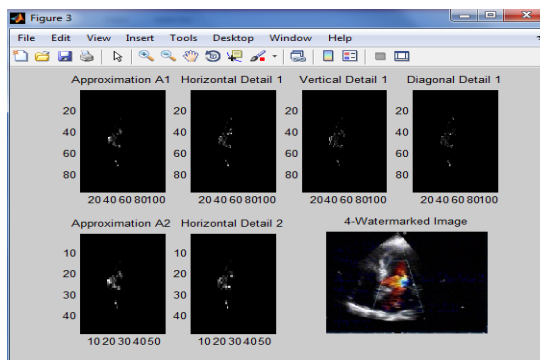 Figure 3
File Edit View Insert Tools Desktop Window Help
Approximation A1 Horizontal Detail 1 Vertical Detail 1 Diagonal Detail 1
20 20 20 20
40 40 40 40
60 60 60 60
80 80 80 80
20 40 60 80100 20 40 60 80100 20 40 60 80100 20 40 60 80100
Approximation A2 Horizontal Detail 2 4-Watermarked Image
10 10
20 20
30 30
40 40
10 20 30 40 50 10 20 30 40 50